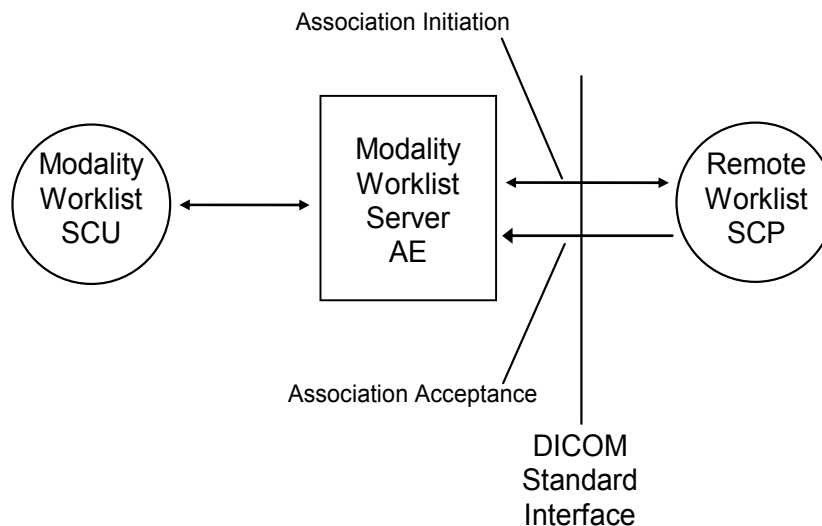 Association Initiation
Modality
Worklist
SCU
Modality
Worklist
Server
AE
Remote
Worklist
SCP
Association Acceptance
DICOM
Standard
Interface